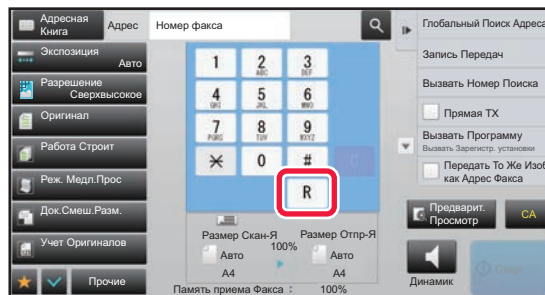 Адресная Книга
Адрес
Номер факса
Глобальный Поиск Адреса
Экспозиция
Авто
Запись Передач
Разрешение
Сверхвысокое
Вызвать Номер Поиска
Оригинал
Прямая TX
Работа Строит
Вызвать Программу
Вызвать Зарегистр. установки
Реж. Медл.Прос
Передать То Же Изоб
как Адрес Факса
Док.Смеш.Разм.
Предварит.
Просмотр
CA
Учет Оригиналов
1
2
ABC
3
DEF
4
GHI
5
JKL
6
MNO
7
PQRS
8
TUV
9
WXYZ
0
#
C
R
Размер Скан-Я
100%
Размер Отпр-Я
Авто
A4
Авто
A4
Прочие
Память приема Факса : 100%
Динамик
Старт